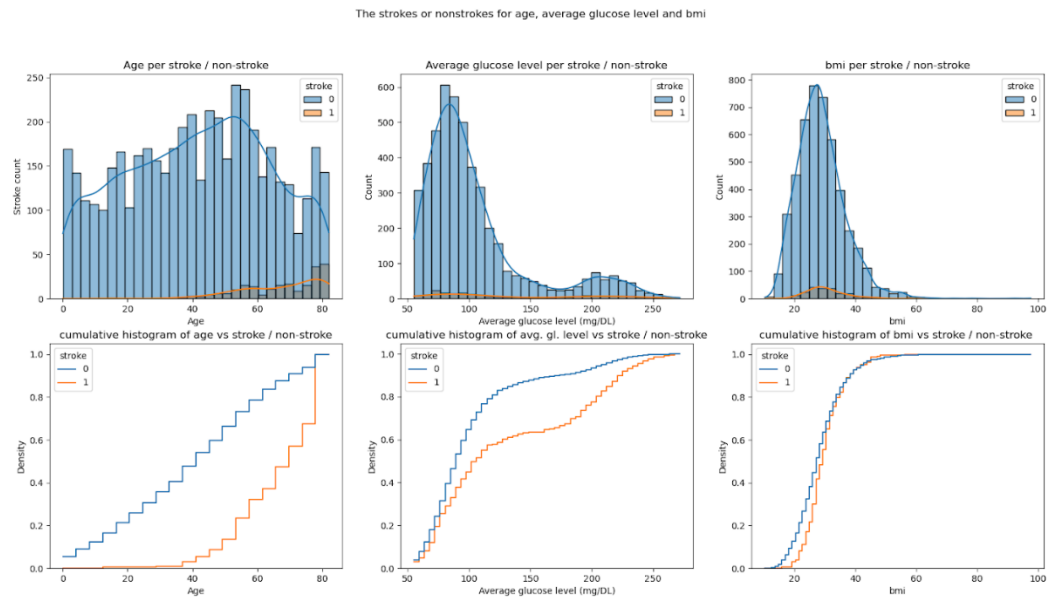 The strokes or nonstrokes for age, average glucose level and bmi
Age per stroke / non-stroke
250
200
150
100
50
0
Stroke count
stroke
0
1
0 20 40 60 80
Age
Average glucose level per stroke / non-stroke
600
500
400
300
200
100
0
Count
stroke
0
1
50 100 150 200 250
Average glucose level (mg/DL)
bmi per stroke / non-stroke
800
700
600
500
400
300
200
100
0
Count
stroke
0
1
20 40 60 80 100
bmi
cumulative histogram of age vs stroke / non-stroke
1.0
0.8
0.6
0.4
0.2
0.0
Density
stroke
0
1
0 20 40 60 80
Age
cumulative histogram of avg. gl. level vs stroke / non-stroke
1.0
0.8
0.6
0.4
0.2
0.0
Density
stroke
0
1
50 100 150 200 250
Average glucose level (mg/DL)
cumulative histogram of bmi vs stroke / non-stroke
1.0
0.8
0.6
0.4
0.2
0.0
Density
stroke
0
1
20 40 60 80 100
bmi